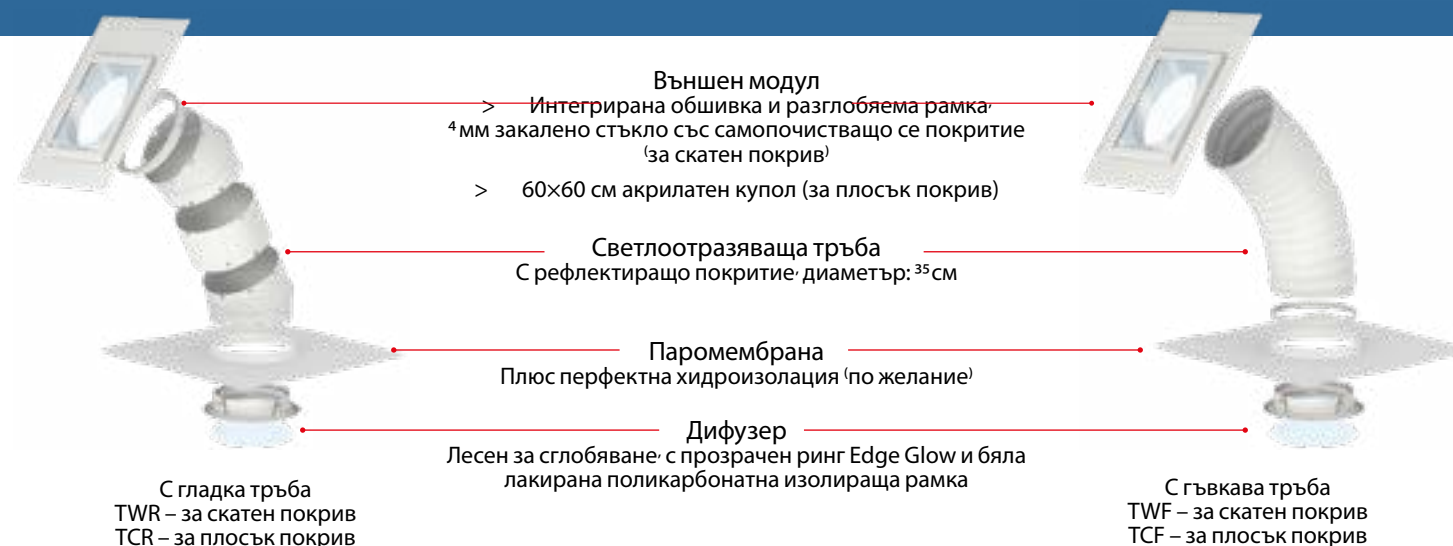 Външен модул
> Интегрирана обшивка и разглобяема рамка,
4 мм закалено стъкло със самопочистващо се покритие
(за скатен покрив)
> 60×60 см акрилатен купол (за плосък покрив)
Светлоотразяваща тръба
С рефлектиращо покритие, диаметър: 35 см
Паромембрана
Плюс перфектна хидроизолация (по желание)
Дифузер
Лесен за сглобяване, с прозрачен ринг Edge Glow и бяла
лакирана поликарбонатна изолираща рамка
С гладка тръба
TWR – за скатен покрив
TCR – за плосък покрив
С гъвкава тръба
TWF – за скатен покрив
TCF – за плосък покрив